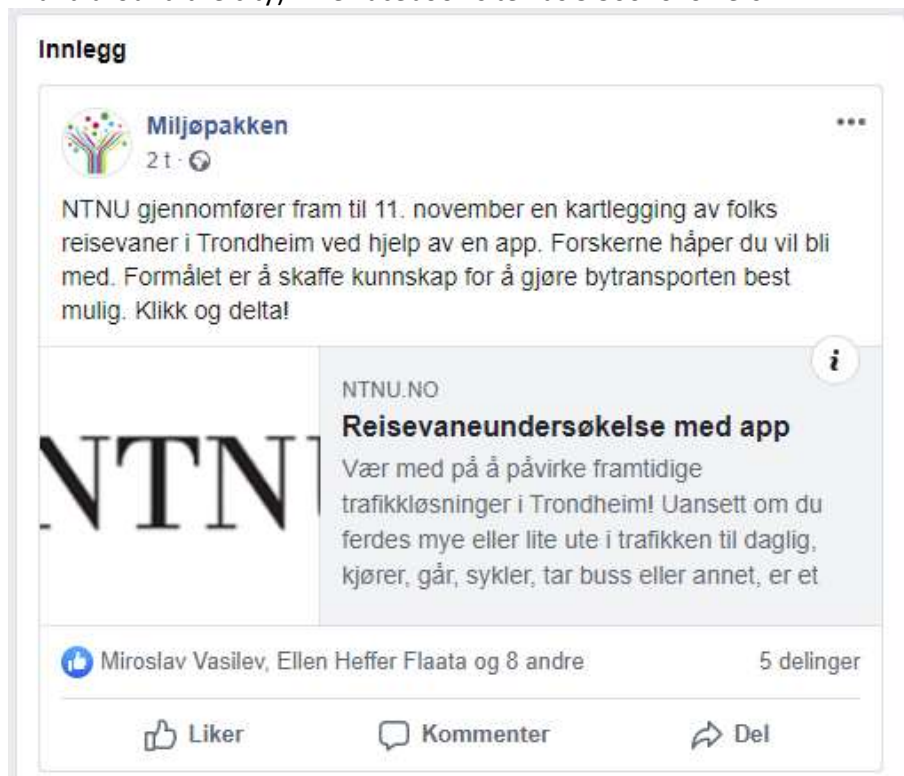 Innlegg
Miljøpakken
2 t ·
NTNU gjennomfører fram til 11. november en kartlegging av folks
reisevaner i Trondheim ved hjelp av en app. Forskerne håper du vil bli
med. Formålet er å skaffe kunnskap for å gjøre bytransporten best
mulig. Klikk og delta!
i
NTNU
NTNU.NO
Reisevaneundersøkelse med app
Vær med på å påvirke framtidige
trafikkløsninger i Trondheim! Uansett om du
ferdes mye eller lite ute i trafikken til daglig,
kjører, går, sykler, tar buss eller annet, er et
Miroslav Vasilev, Ellen Heffer Flaata og 8 andre
5 delinger
Liker
Kommenter
Del